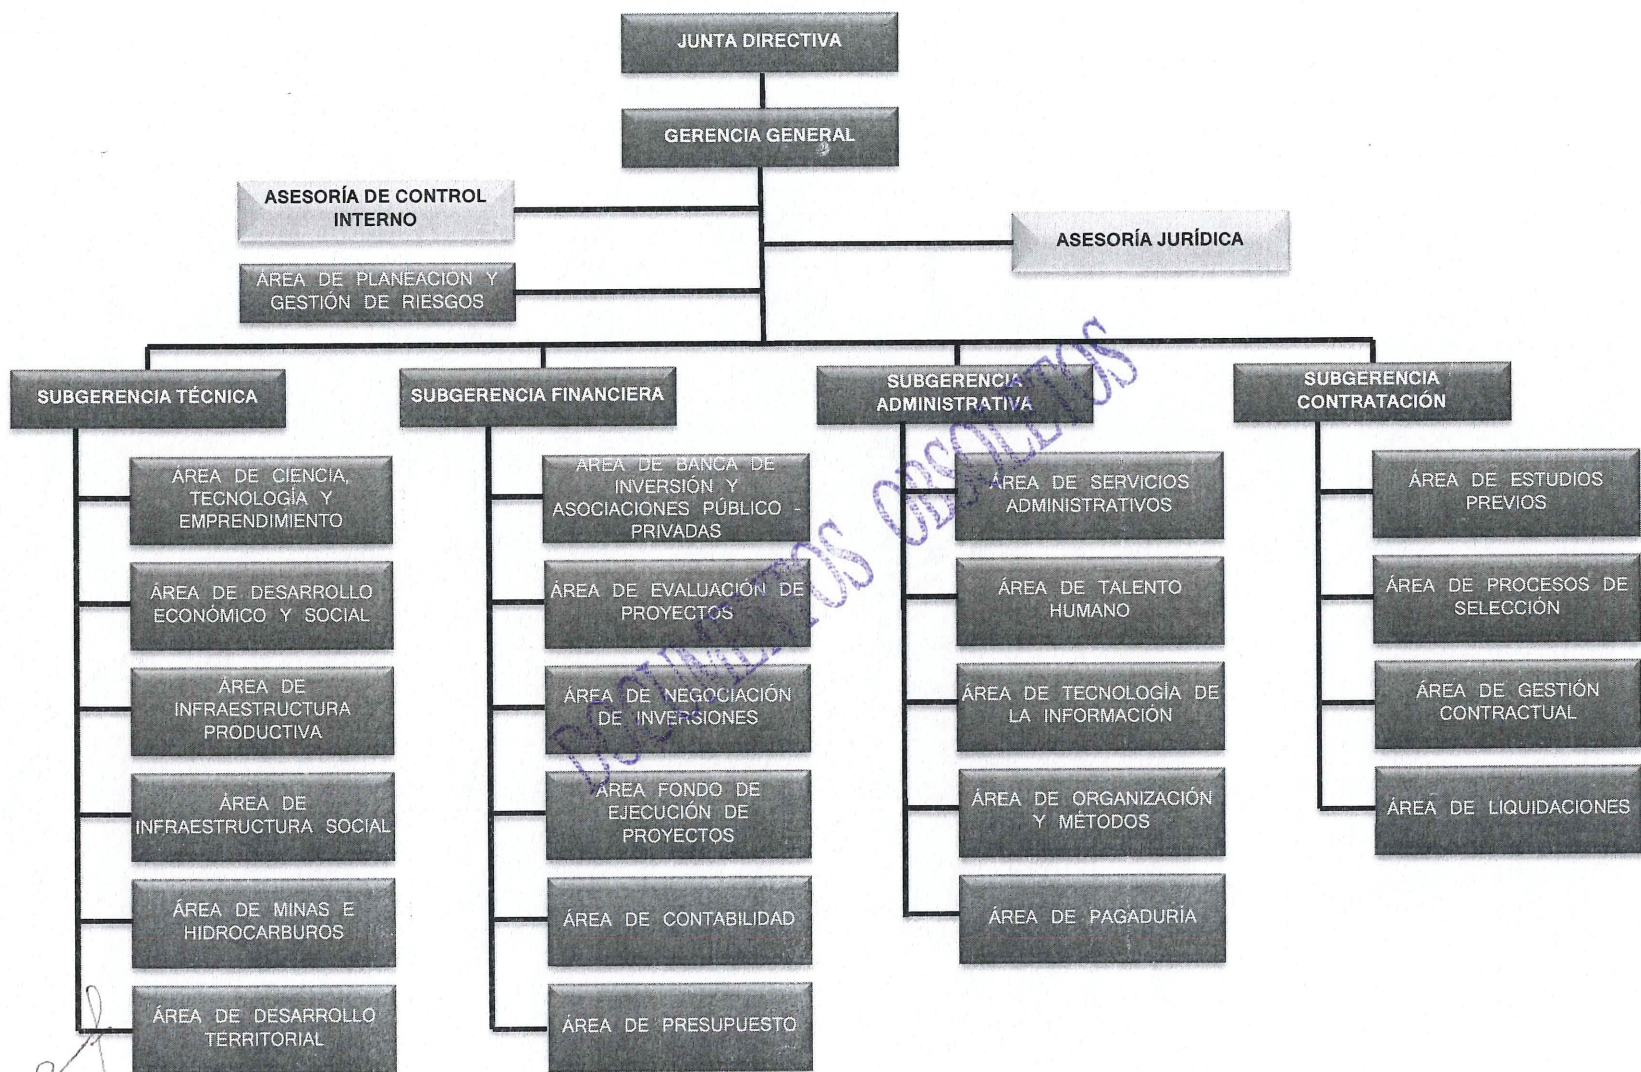 JUNTA DIRECTIVA
GERENCIA GENERAL
ASESORÍA DE CONTROL
INTERNO
ASESORÍA JURÍDICA
ÁREA DE PLANEACION Y
GESTIÓN DE RIESGOS
SUBGERENCIA TÉCNICA
ÁREA DE CIENCIA,
TECNOLOGÍA Y
EMPRENDIMIENTO
ÁREA DE DESARROLLO
ECONÓMICO Y SOCIAL
ÁREA DE
INFRAESTRUCTURA
PRODUCTIVA
ÁREA DE
INFRAESTRUCTURA SOCIAL
ÁREA DE MINAS E
HIDROCARBUROS
ÁREA DE DESARROLLO
TERRITORIAL
SUBGERENCIA FINANCIERA
ÁREA DE BANCA DE
INVERSIÓN Y
ASOCIACIONES PÚBLICO -
PRIVADAS
ÁREA DE EVALUACIÓN DE
PROYECTOS
ÁREA DE NEGOCIACIÓN
DE INVERSIONES
ÁREA FONDO DE
EJECUCIÓN DE
PROYECTOS
ÁREA DE CONTABILIDAD
ÁREA DE PRESUPUESTO
SUBGERENCIA
ADMINISTRATIVA
ÁREA DE SERVICIOS
ADMINISTRATIVOS
ÁREA DE TALENTO
HUMANO
ÁREA DE TECNOLOGÍA DE
LA INFORMACIÓN
ÁREA DE ORGANIZACIÓN
Y MÉTODOS
ÁREA DE PAGADURÍA
SUBGERENCIA
CONTRATACIÓN
ÁREA DE ESTUDIOS
PREVIOS
ÁREA DE PROCESOS DE
SELECCIÓN
ÁREA DE GESTIÓN
CONTRACTUAL
ÁREA DE LIQUIDACIONES
DOCUMENTOS OBSOLETOS